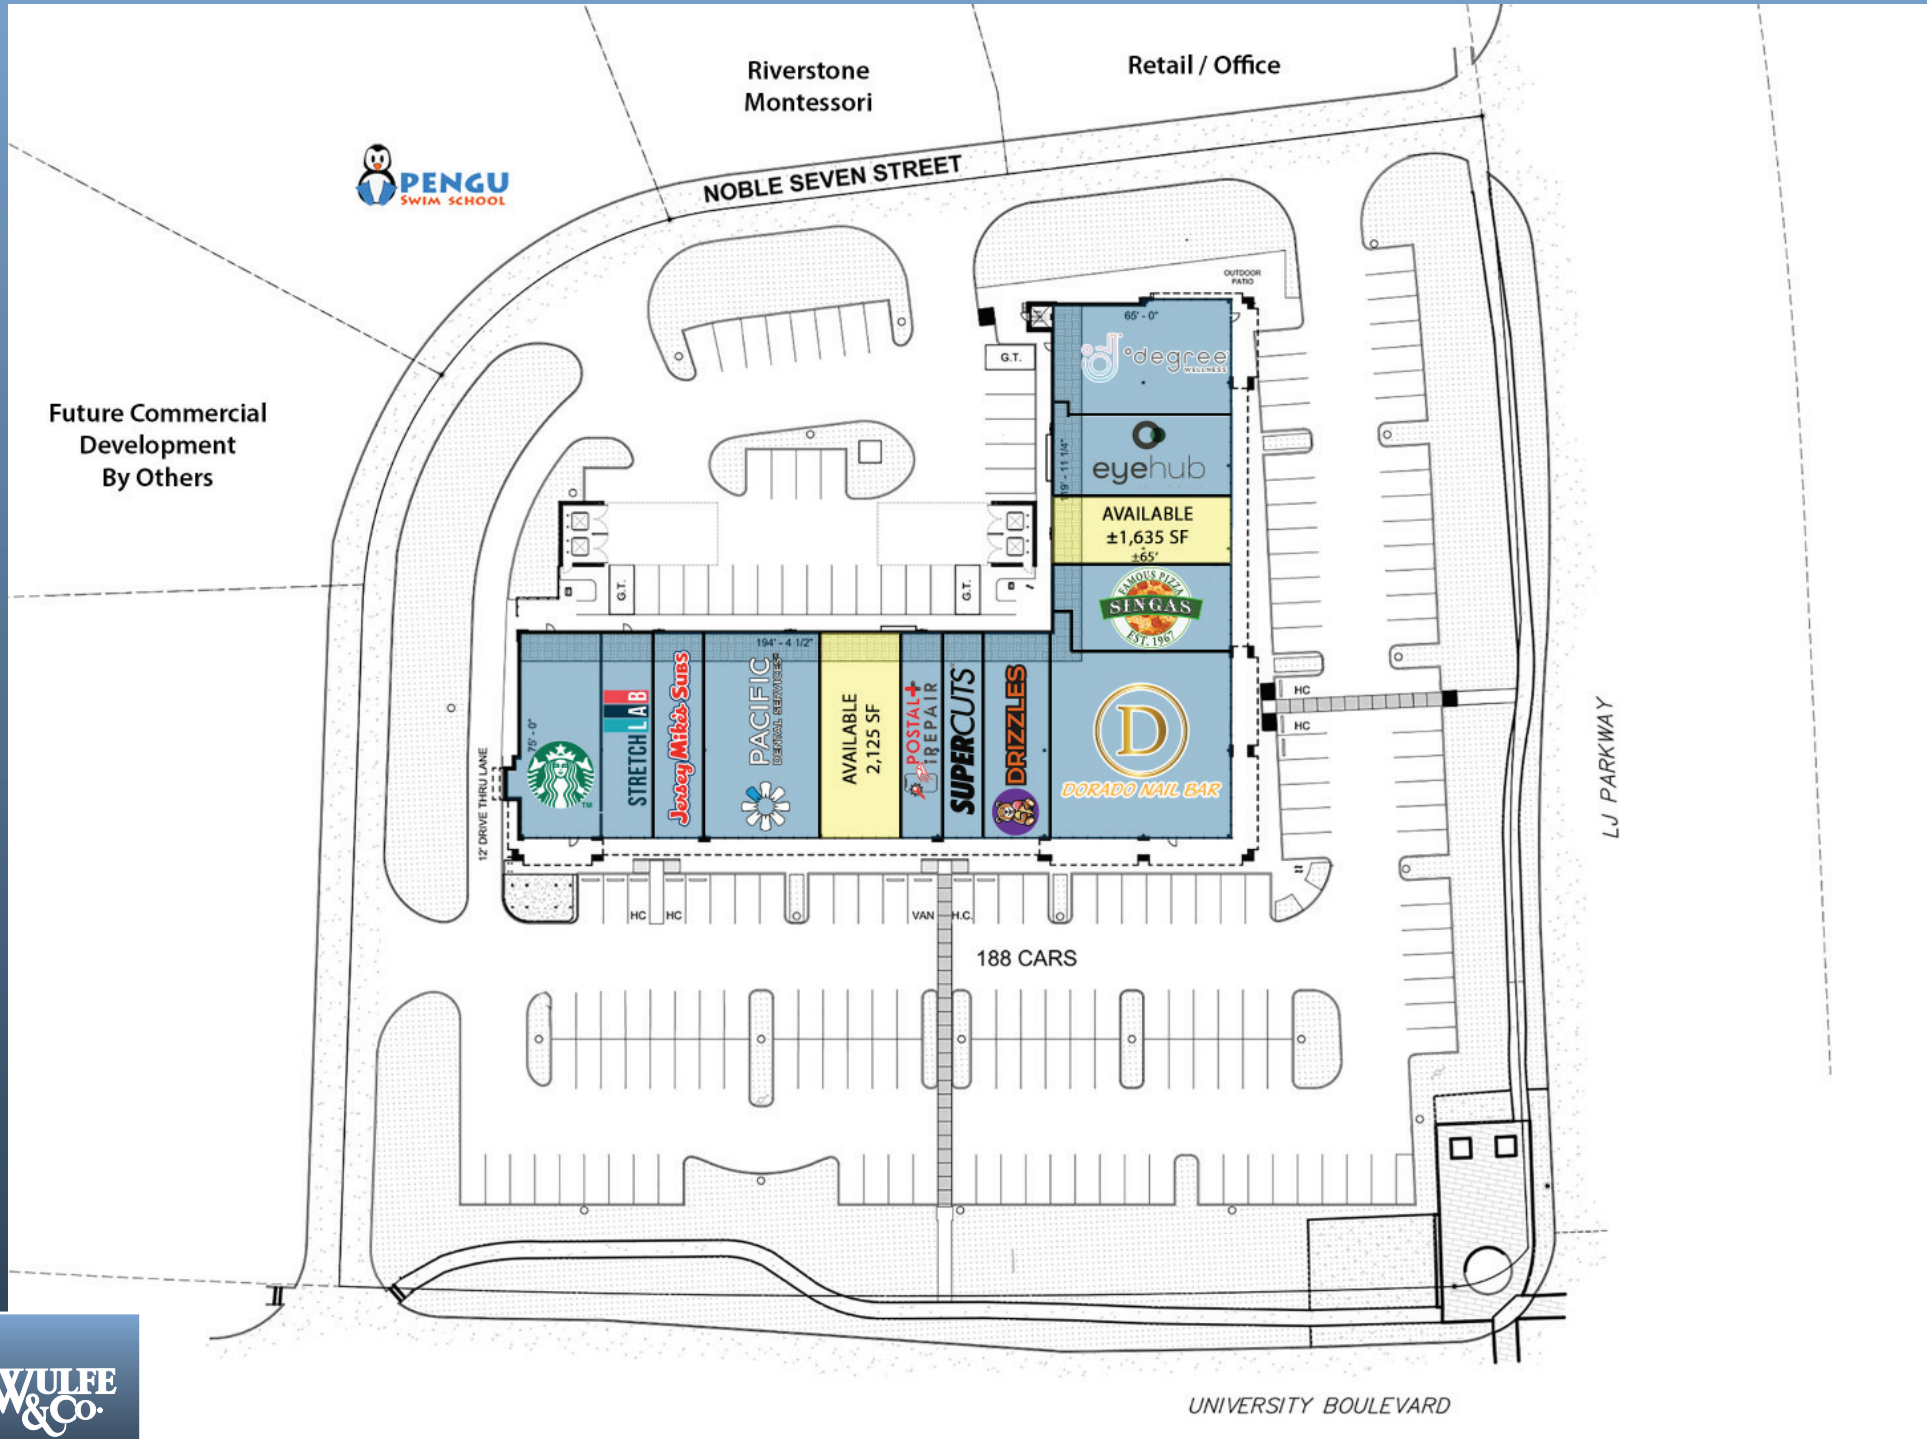 Riverstone
Montessori
Retail / Office
PENGU
SWIM SCHOOL
NOBLE SEVEN STREET
Future Commercial
Development
By Others
OUTDOOR
PATIO
65' - 0"
G.T.
°degree
WELLNESS
eyehub
AVAILABLE
±1,635 SF
±65'
FAMOUS PIZZA
SINGAS
EST. 1967
G.T.
G.T.
194' - 4 1/2"
75' - 0"
12' DRIVE THRU LANE
TM
STRETCH LAB
Jersey Mike's Subs
PACIFIC
DENTAL SERVICES
AVAILABLE
2,125 SF
POSTAL+
iREPAIR
SUPERCUTS
DRIZZLES
D
DORADO NAIL BAR
HC
HC
LJ PARKWAY
HC
HC
VAN
H.C.
188 CARS
WULFE
&Co.
UNIVERSITY BOULEVARD